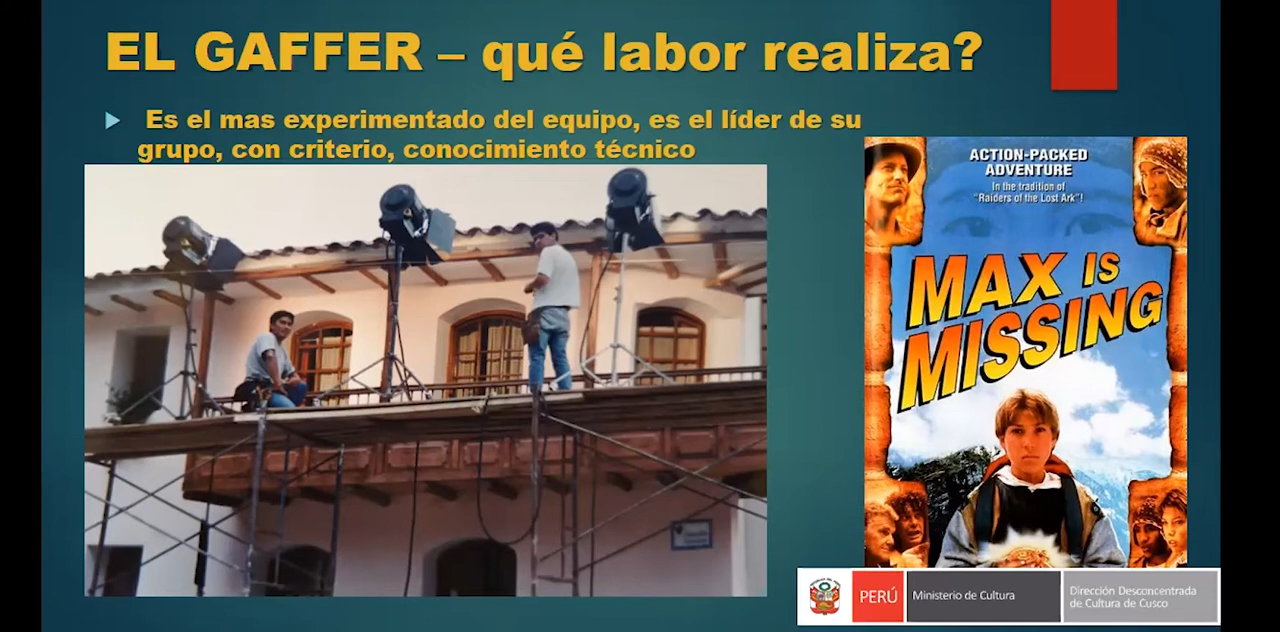 EL GAFFER – qué labor realiza?
Es el mas experimentado del equipo, es el líder de su
grupo, con criterio, conocimiento técnico
ACTION-PACKED
ADVENTURE
In the tradition of
"Raiders of the Lost Ark"!
MAX IS
MISSING
PERÚ
Ministerio de Cultura
Dirección Desconcentrada
de Cultura de Cusco